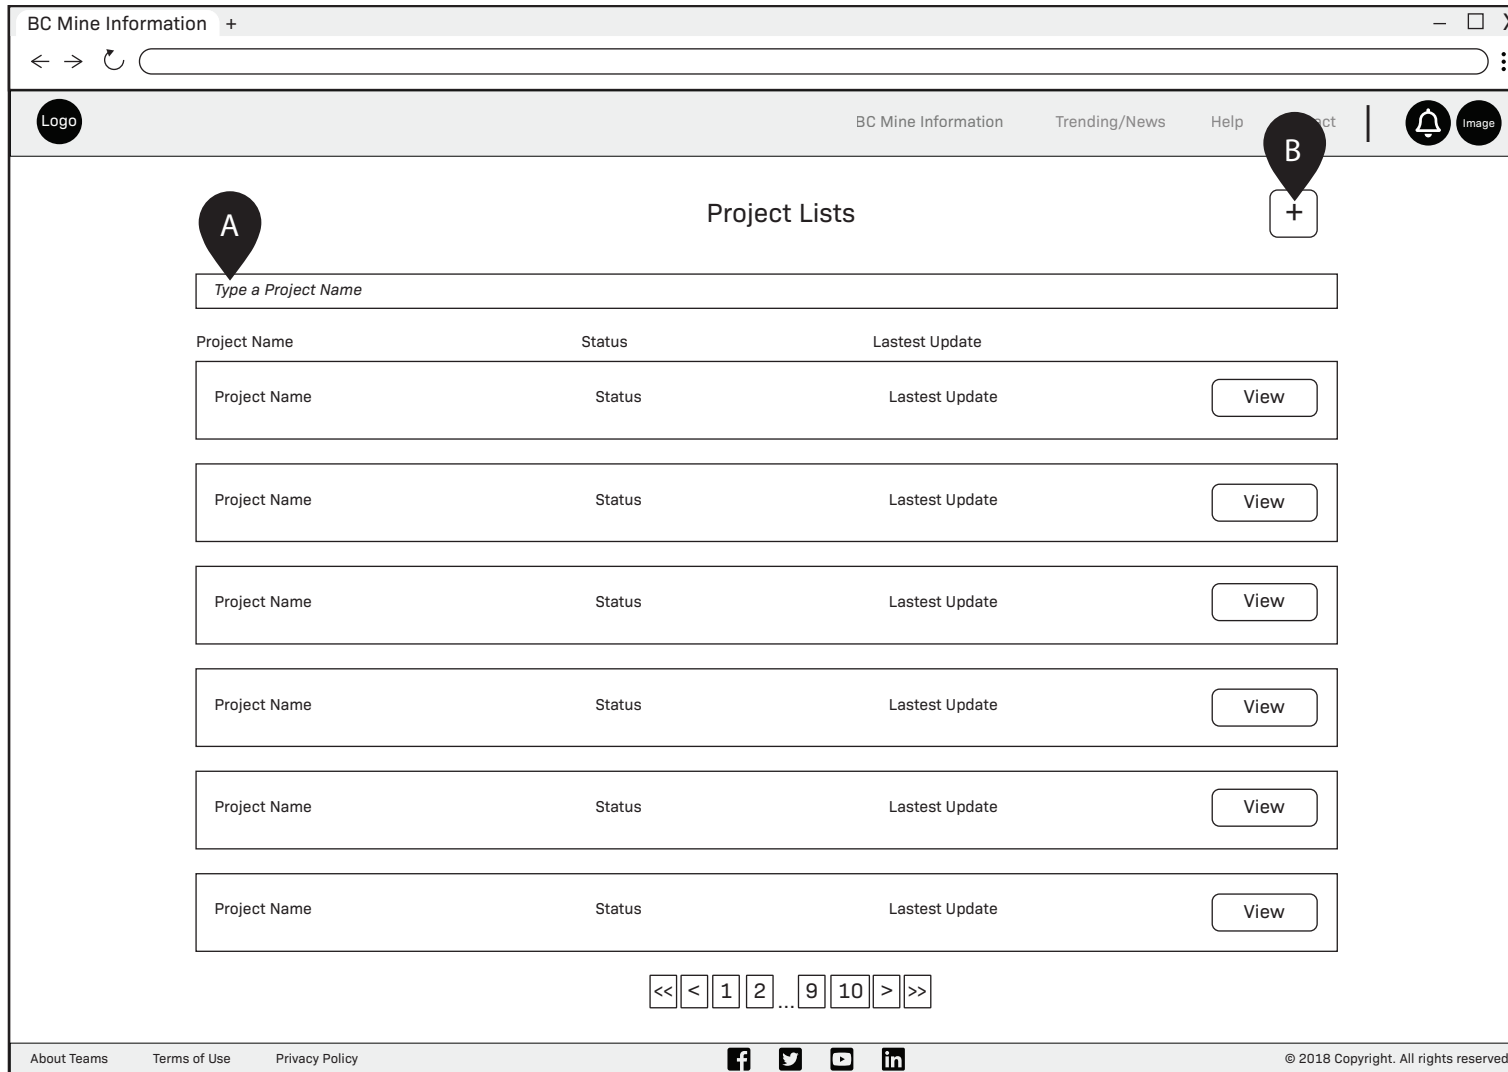 BC Mine Information +
Logo BC Mine Information Trending/News Help act Image
B
A
Project Lists
+
Type a Project Name
Project Name Status Lastest Update
Project Name Status Lastest Update View
Project Name Status Lastest Update View
Project Name Status Lastest Update View
Project Name Status Lastest Update View
Project Name Status Lastest Update View
Project Name Status Lastest Update View
<< < 1 2 ... 9 10 > >>
About Teams Terms of Use Privacy Policy © 2018 Copyright. All rights reserved